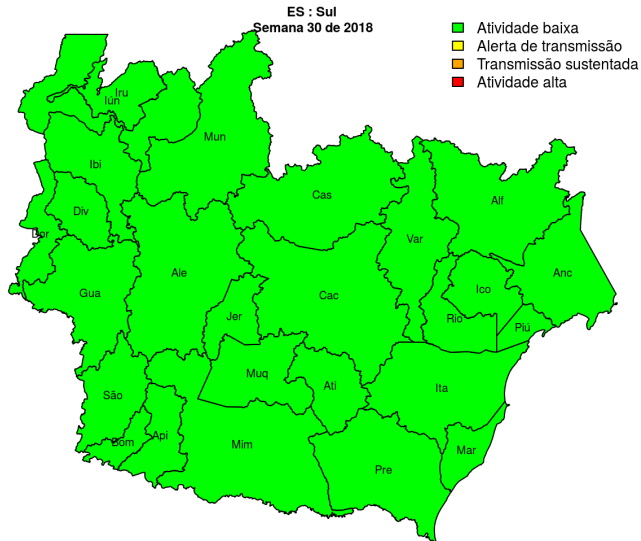 ES : Sul
Semana 30 de 2018
Atividade baixa
Alerta de transmissão
Transmissão sustentada
Atividade alta
Iru
Iún
Mun
Ibi
Cas
Alf
Div
Dor
Var
Ale
Anc
Gua
Cac
Ico
Jer
Rio
Piú
Muq
Ati
Ita
São
Bom
Api
Mim
Mar
Pre